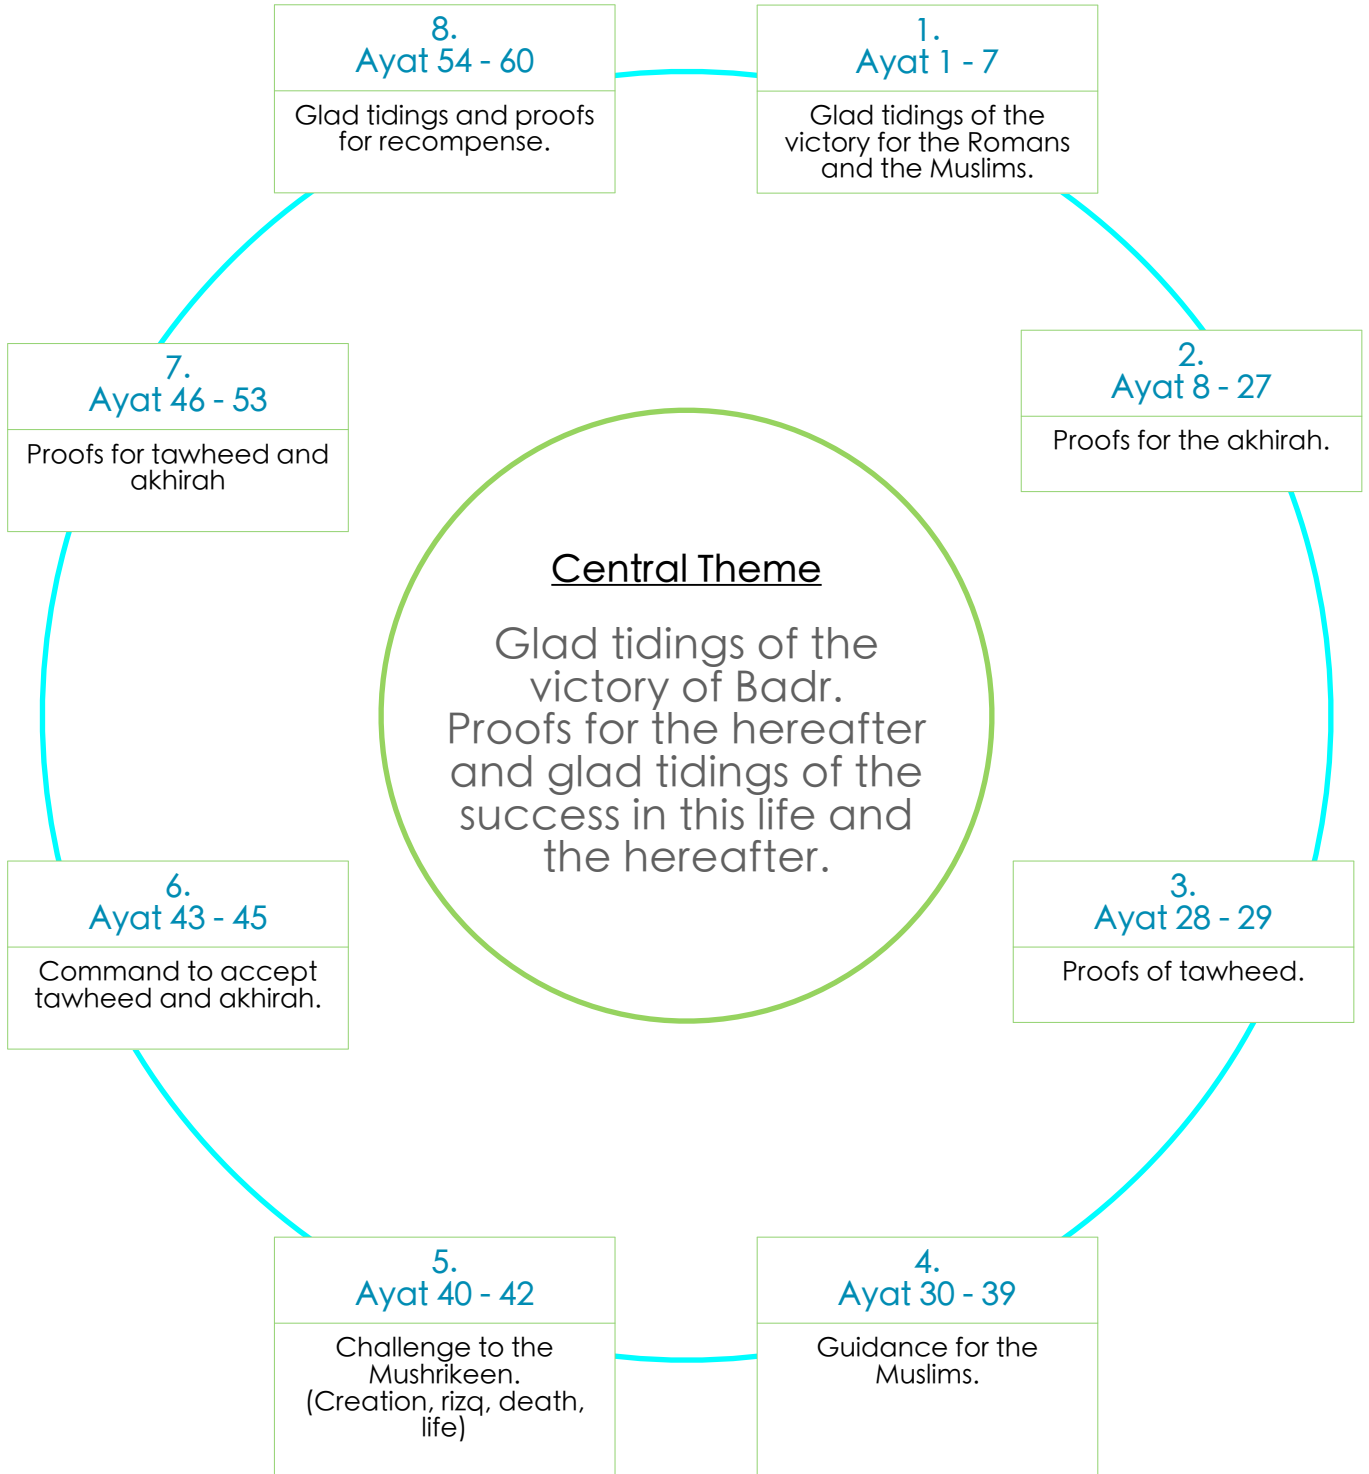 1.
Ayat 1 - 7
Glad tidings of the
victory for the Romans
and the Muslims.
2.
Ayat 8 - 27
Proofs for the akhirah.
3.
Ayat 28 - 29
Proofs of tawheed.
4.
Ayat 30 - 39
Guidance for the
Muslims.
5.
Ayat 40 - 42
Challenge to the
Mushrikeen.
(Creation, rizq, death,
life)
6.
Ayat 43 - 45
Command to accept
tawheed and akhirah.
7.
Ayat 46 - 53
Proofs for tawheed and
akhirah
8.
Ayat 54 - 60
Glad tidings and proofs
for recompense.
Central Theme
Glad tidings of the
victory of Badr.
Proofs for the hereafter
and glad tidings of the
success in this life and
the hereafter.